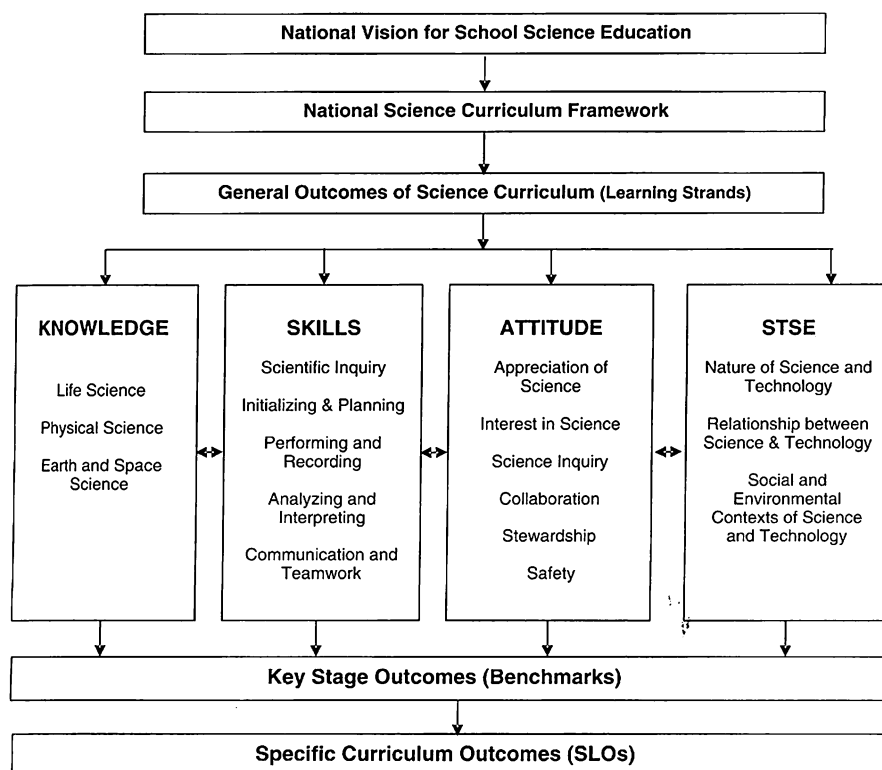 National Vision for School Science Education
National Science Curriculum Framework
General Outcomes of Science Curriculum (Learning Strands)
KNOWLEDGE
Life Science
Physical Science
Earth and Space
Science
SKILLS
Scientific Inquiry
Initializing & Planning
Performing and
Recording
Analyzing and
Interpreting
Communication and
Teamwork
ATTITUDE
Appreciation of
Science
Interest in Science
Science Inquiry
Collaboration
Stewardship
Safety
STSE
Nature of Science and
Technology
Relationship between
Science & Technology
Social and
Environmental
Contexts of Science
and Technology
Key Stage Outcomes (Benchmarks)
Specific Curriculum Outcomes (SLOs)